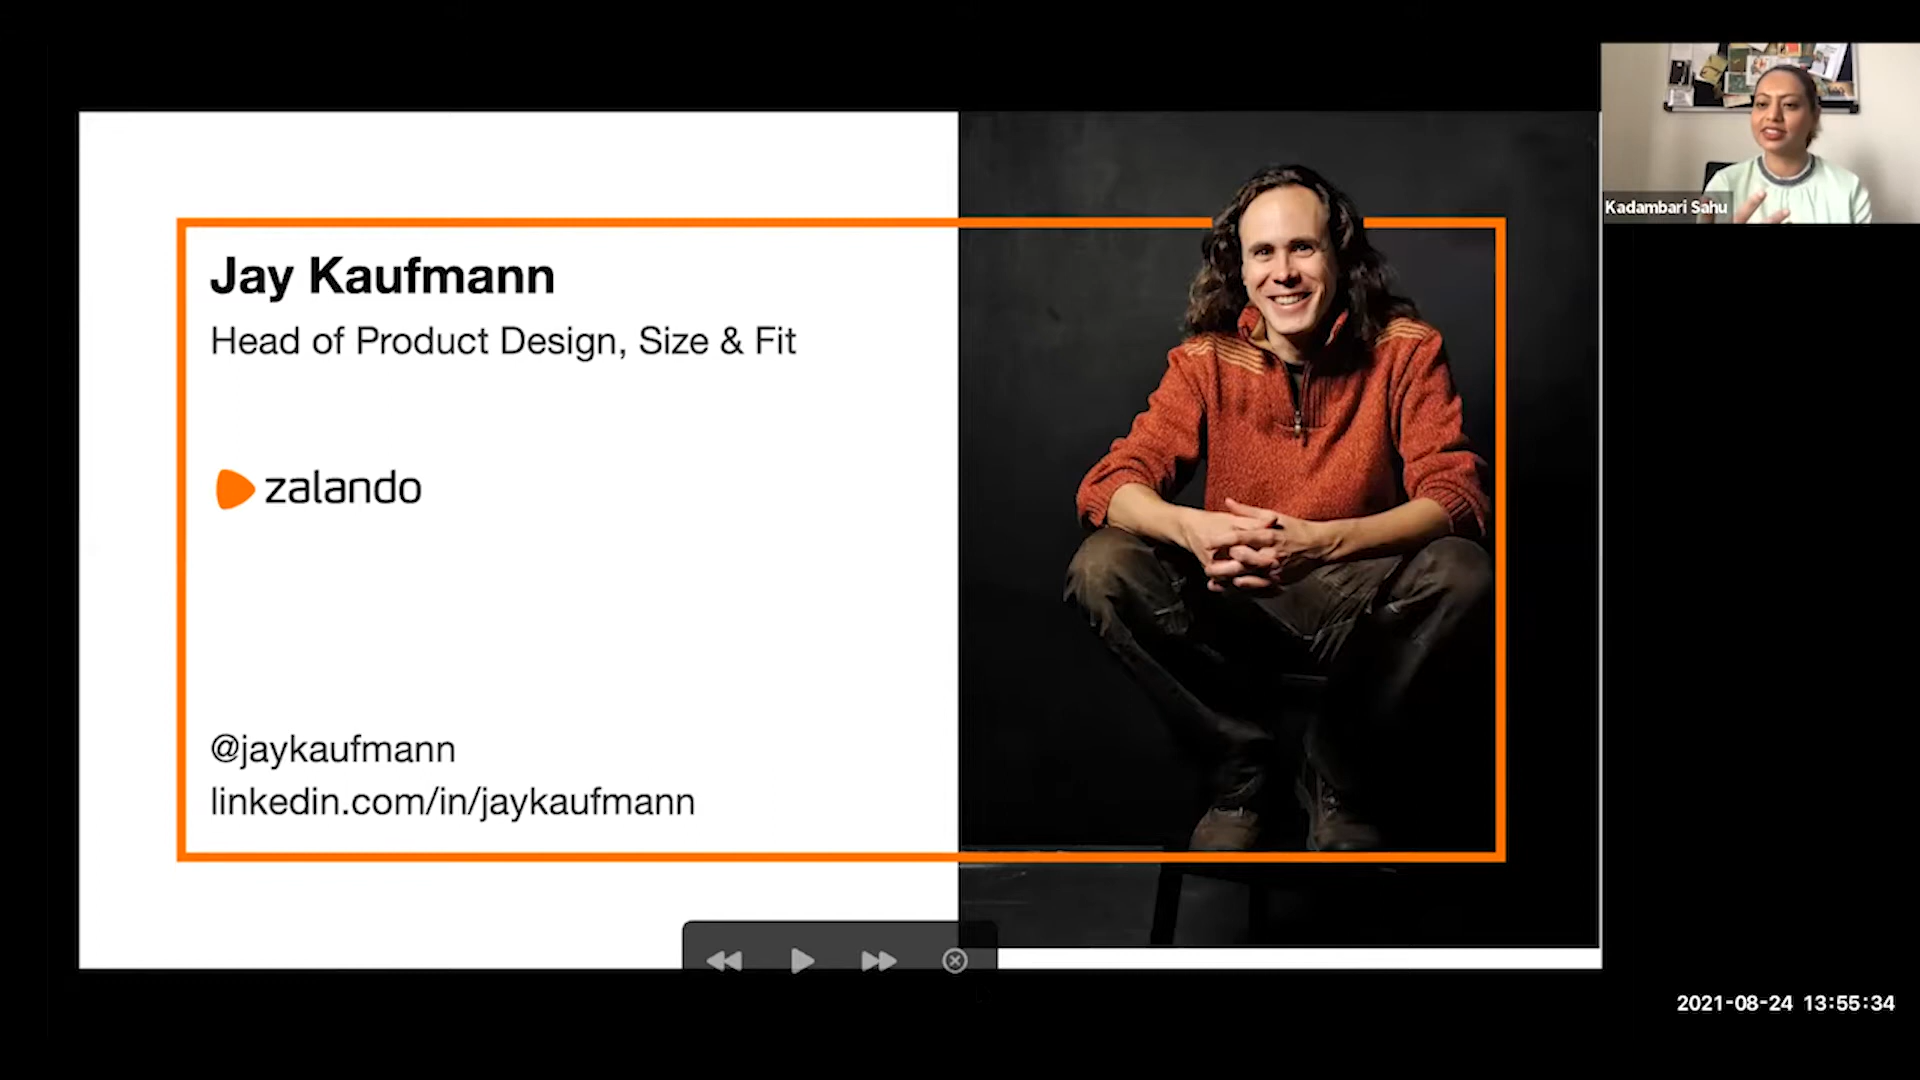 Jay Kaufmann
Head of Product Design, Size & Fit
zalando
@jaykaufmann
linkedin.com/in/jaykaufmann
Kadambari Sahu
2021-08-24 13:55:34